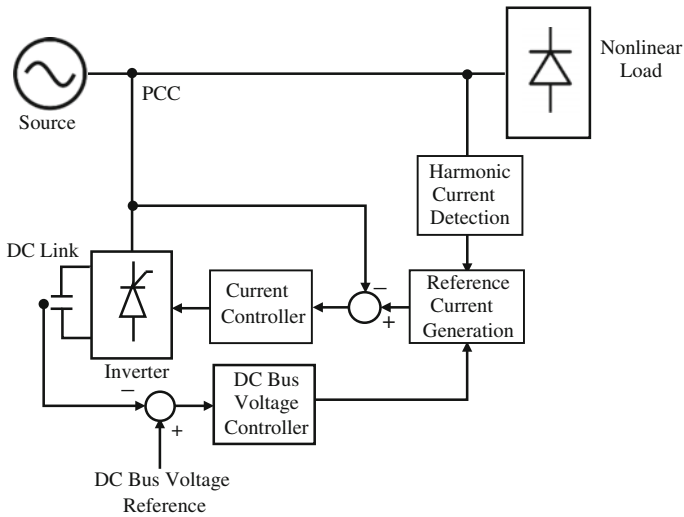 Nonlinear
Load
PCC
Source
Harmonic
Current
Detection
DC Link
Current
Controller
−
+
Reference
Current
Generation
Inverter
−
+
DC Bus
Voltage
Controller
DC Bus Voltage
Reference